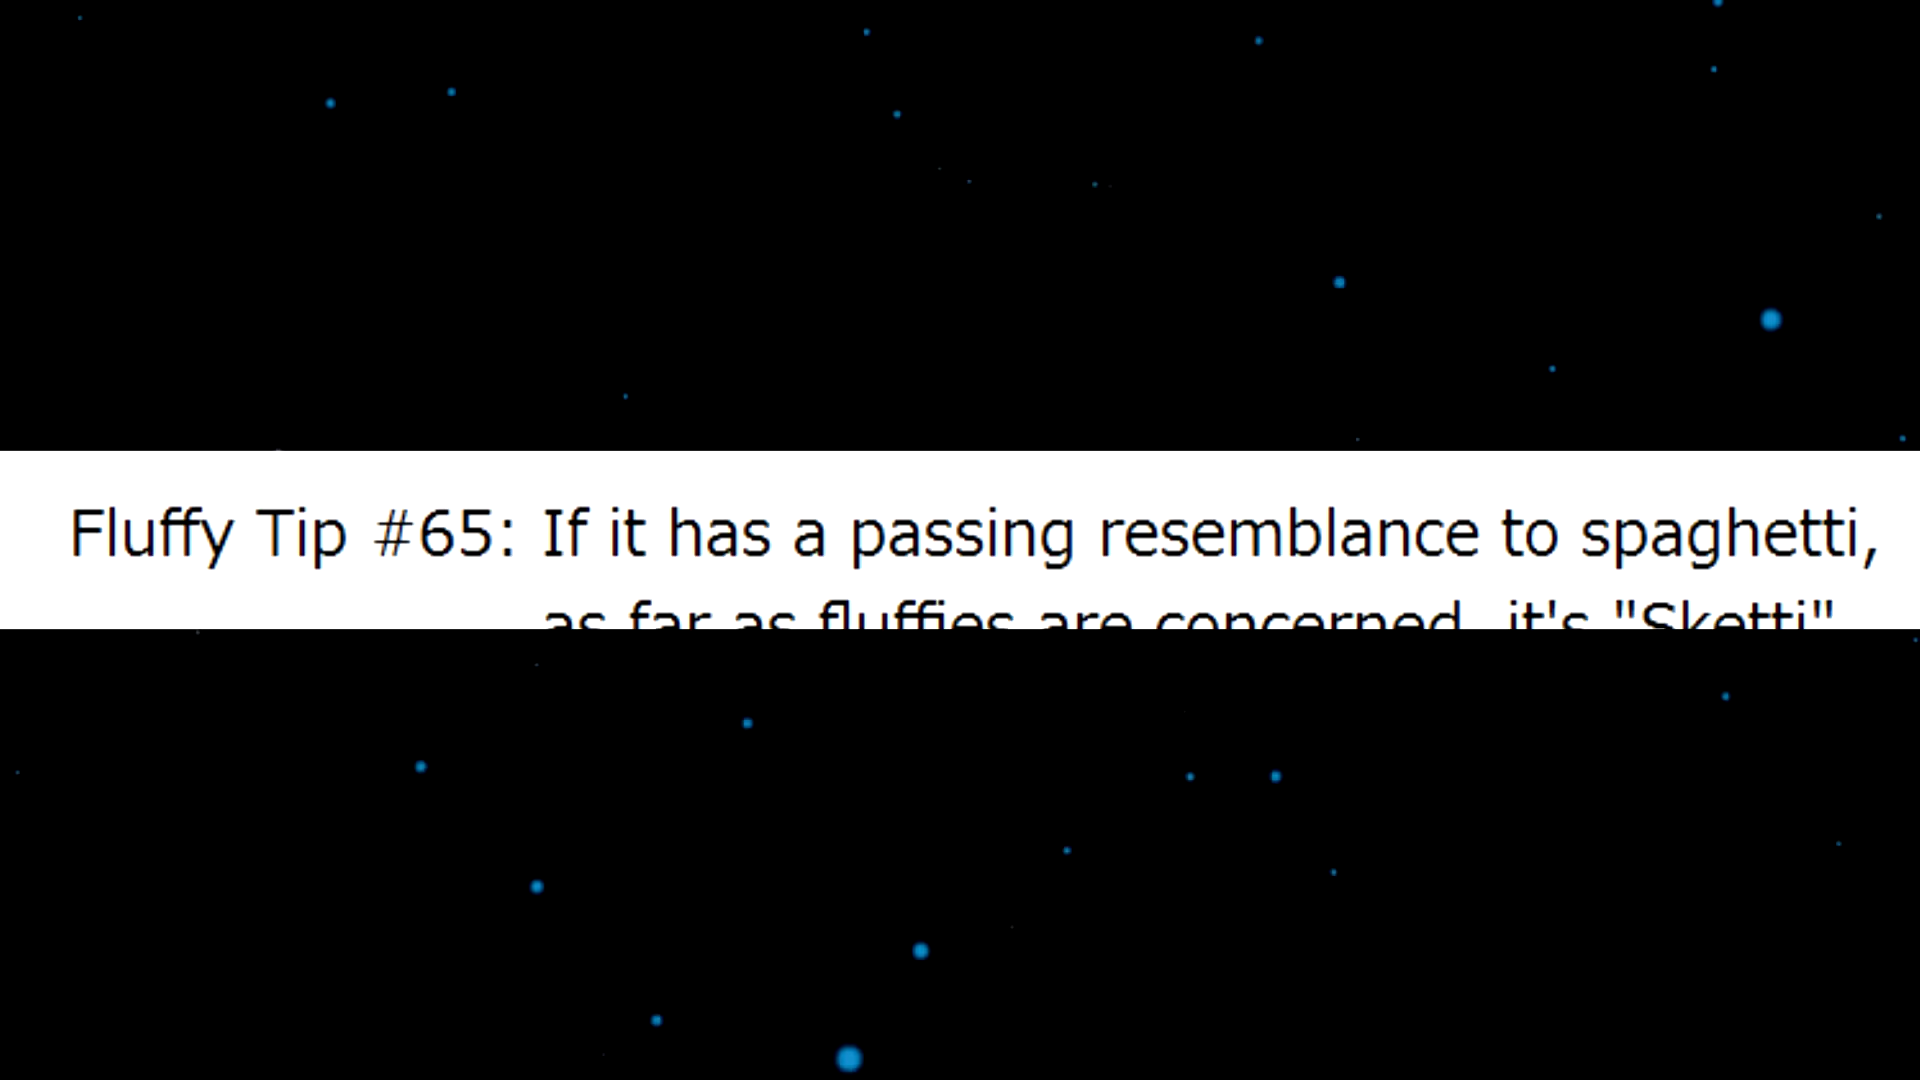 Fluffy Tip #65: If it has a passing resemblance to spaghetti,
as far as fluffies are concerned, it's "Sketti"